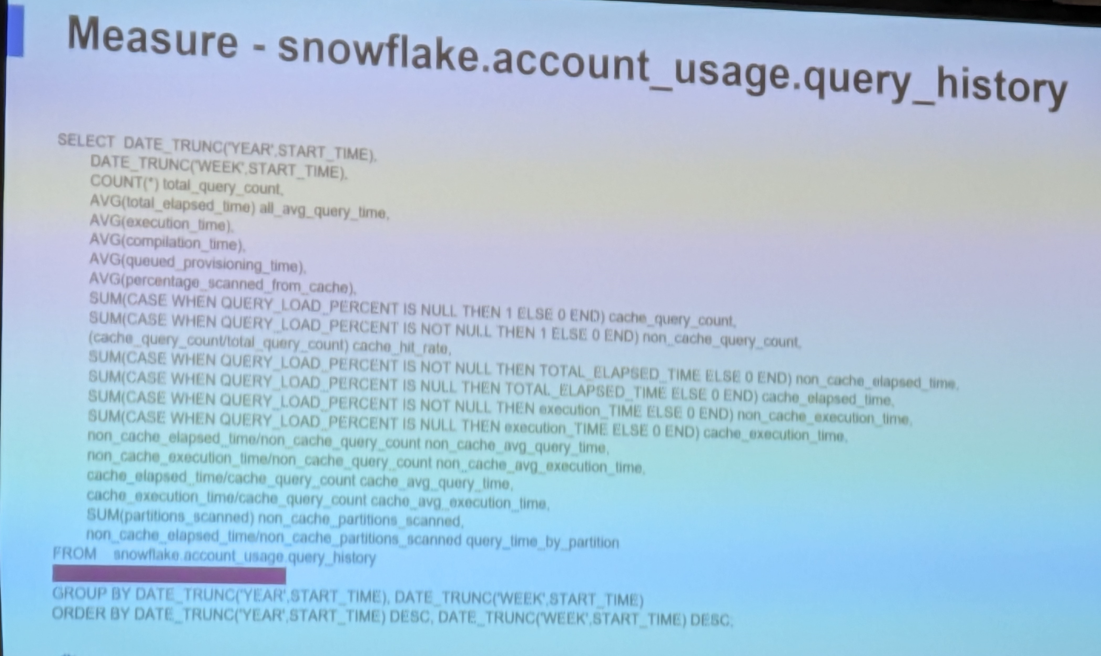 Measure - snowflake.account_usage.query_history
SELECT DATE_TRUNC('YEAR',START_TIME),
DATE_TRUNC('WEEK',START_TIME),
COUNT(*) total_query_count,
AVG(total_elapsed_time) all_avg_query_time,
AVG(execution_time),
AVG(compilation_time),
AVG(queued_provisioning_time),
AVG(percentage_scanned_from_cache),
SUM(CASE WHEN QUERY_LOAD_PERCENT IS NULL THEN 1 ELSE 0 END) cache_query_count,
SUM(CASE WHEN QUERY_LOAD_PERCENT IS NOT NULL THEN 1 ELSE 0 END) non_cache_query_count,
(cache_query_count/total_query_count) cache_hit_rate,
SUM(CASE WHEN QUERY_LOAD_PERCENT IS NOT NULL THEN TOTAL_ELAPSED_TIME ELSE 0 END) non_cache_elapsed_time,
SUM(CASE WHEN QUERY_LOAD_PERCENT IS NULL THEN TOTAL_ELAPSED_TIME ELSE 0 END) cache_elapsed_time,
SUM(CASE WHEN QUERY_LOAD_PERCENT IS NOT NULL THEN execution_TIME ELSE 0 END) non_cache_execution_time,
SUM(CASE WHEN QUERY_LOAD_PERCENT IS NULL THEN execution_TIME ELSE 0 END) cache_execution_time,
non_cache_elapsed_time/non_cache_query_count non_cache_avg_query_time,
non_cache_execution_time/non_cache_query_count non_cache_avg_execution_time,
cache_elapsed_time/cache_query_count cache_avg_query_time,
cache_execution_time/cache_query_count cache_avg_execution_time,
SUM(partitions_scanned) non_cache_partitions_scanned,
non_cache_elapsed_time/non_cache_partitions_scanned query_time_by_partition
FROM snowflake.account_usage.query_history
GROUP BY DATE_TRUNC('YEAR',START_TIME), DATE_TRUNC('WEEK',START_TIME)
ORDER BY DATE_TRUNC('YEAR',START_TIME) DESC, DATE_TRUNC('WEEK',START_TIME) DESC;